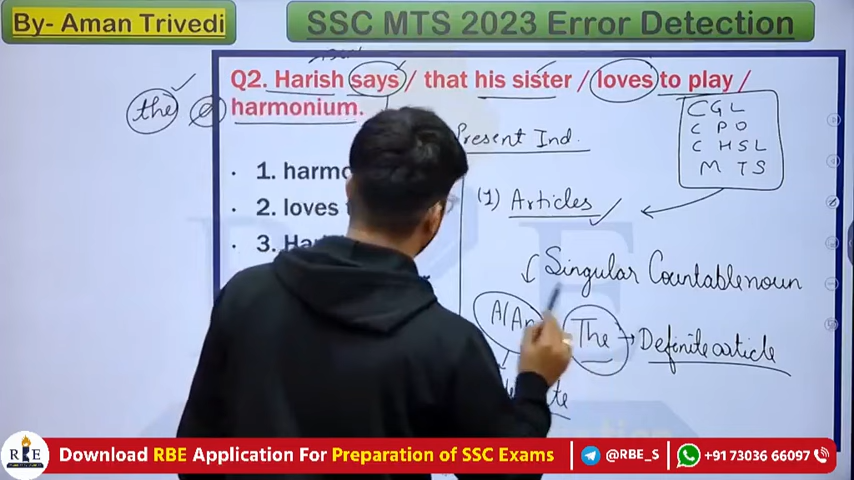 By- Aman Trivedi
SSC MTS 2023 Error Detection
Q2. Harish says/ that his sister / loves to play /
harmonium.
the
a
1. harmo
2. loves
3. Ha
Present Ind.
CGL
CPO
CHSL
MTS
(1) Articles
Singular Countable noun
A/An
The → Definite article
RBE
Download RBE Application For Preparation of SSC Exams
@RBE_S
+91 73036 66097